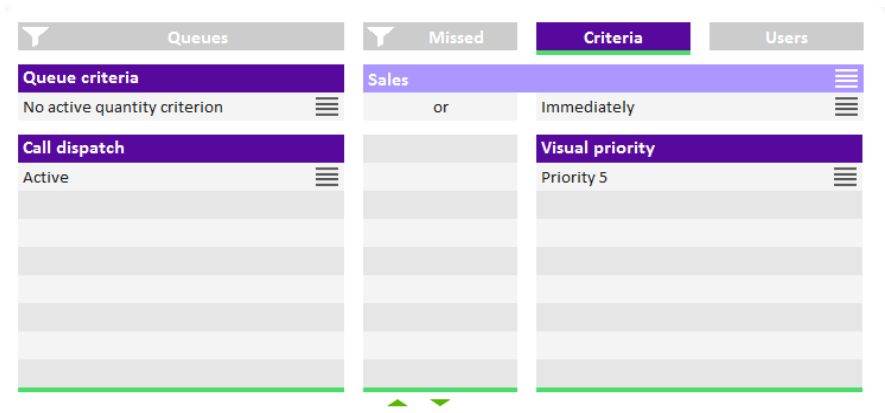 Queues Missed Criteria Users
Queue criteria Sales
No active quantity criterion or Immediately
Call dispatch Visual priority
Active Priority 5